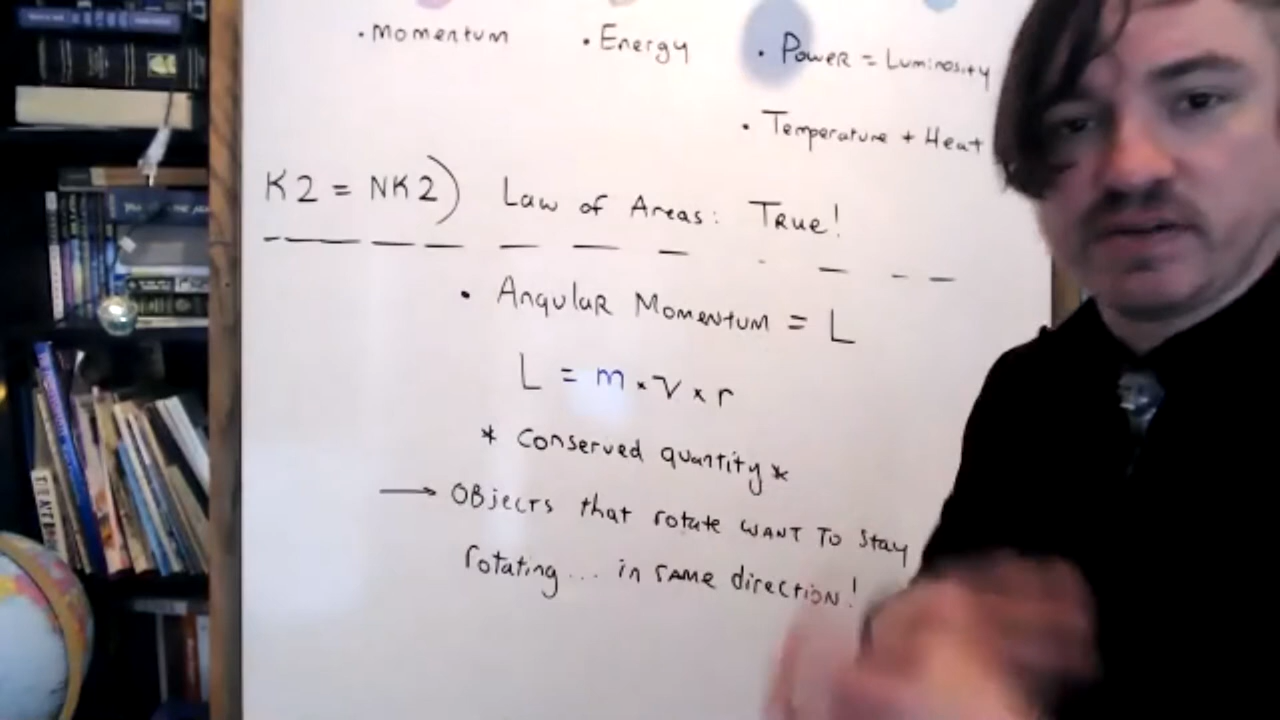 • Momentum • Energy • Power = Luminosity
• Temperature + Heat
K2 = NK2) Law of Areas: True!
• Angular Momentum = L
L = m × v × r
* Conserved quantity *
→ Objects that rotate want to stay
rotating... in same direction!